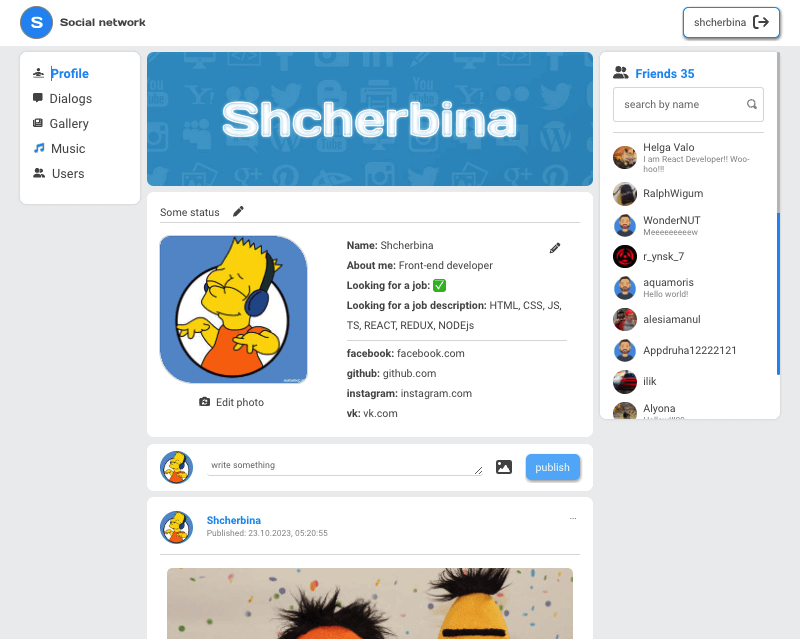 S Social network
shcherbina
Profile
Dialogs
Gallery
Music
Users
Shcherbina
Some status
Name: Shcherbina
About me: Front-end developer
Looking for a job: ✅
Looking for a job description: HTML, CSS, JS,
TS, REACT, REDUX, NODEjs
facebook: facebook.com
github: github.com
instagram: instagram.com
vk: vk.com
Edit photo
write something
publish
Shcherbina
Published: 23.10.2023, 05:20:55
...
Friends 35
search by name
Helga Valo
I am React Developer!! Woo-
hoo!!!
RalphWigum
WonderNUT
Meeeeeeeeew
r_ynsk_7
aquamoris
Hello world!
alesiamanul
Appdruha12222121
ilik
Alyona